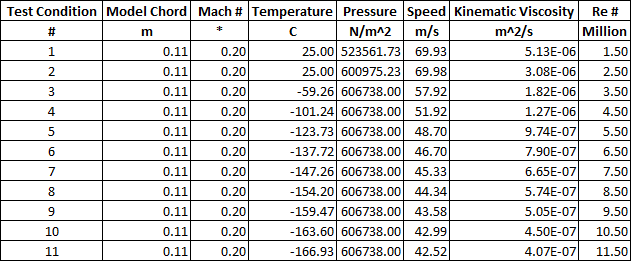 Test Condition Model Chord Mach # Temperature Pressure Speed Kinematic Viscosity Re #
# m * C N/m^2 m/s m^2/s Million
1 0.11 0.20 25.00 523561.73 69.93 5.13E-06 1.50
2 0.11 0.20 25.00 600975.23 69.98 3.08E-06 2.50
3 0.11 0.20 -59.26 606738.00 57.92 1.82E-06 3.50
4 0.11 0.20 -101.24 606738.00 51.92 1.27E-06 4.50
5 0.11 0.20 -123.73 606738.00 48.70 9.74E-07 5.50
6 0.11 0.20 -137.72 606738.00 46.70 7.90E-07 6.50
7 0.11 0.20 -147.26 606738.00 45.33 6.65E-07 7.50
8 0.11 0.20 -154.20 606738.00 44.34 5.74E-07 8.50
9 0.11 0.20 -159.47 606738.00 43.58 5.05E-07 9.50
10 0.11 0.20 -163.60 606738.00 42.99 4.50E-07 10.50
11 0.11 0.20 -166.93 606738.00 42.52 4.07E-07 11.50